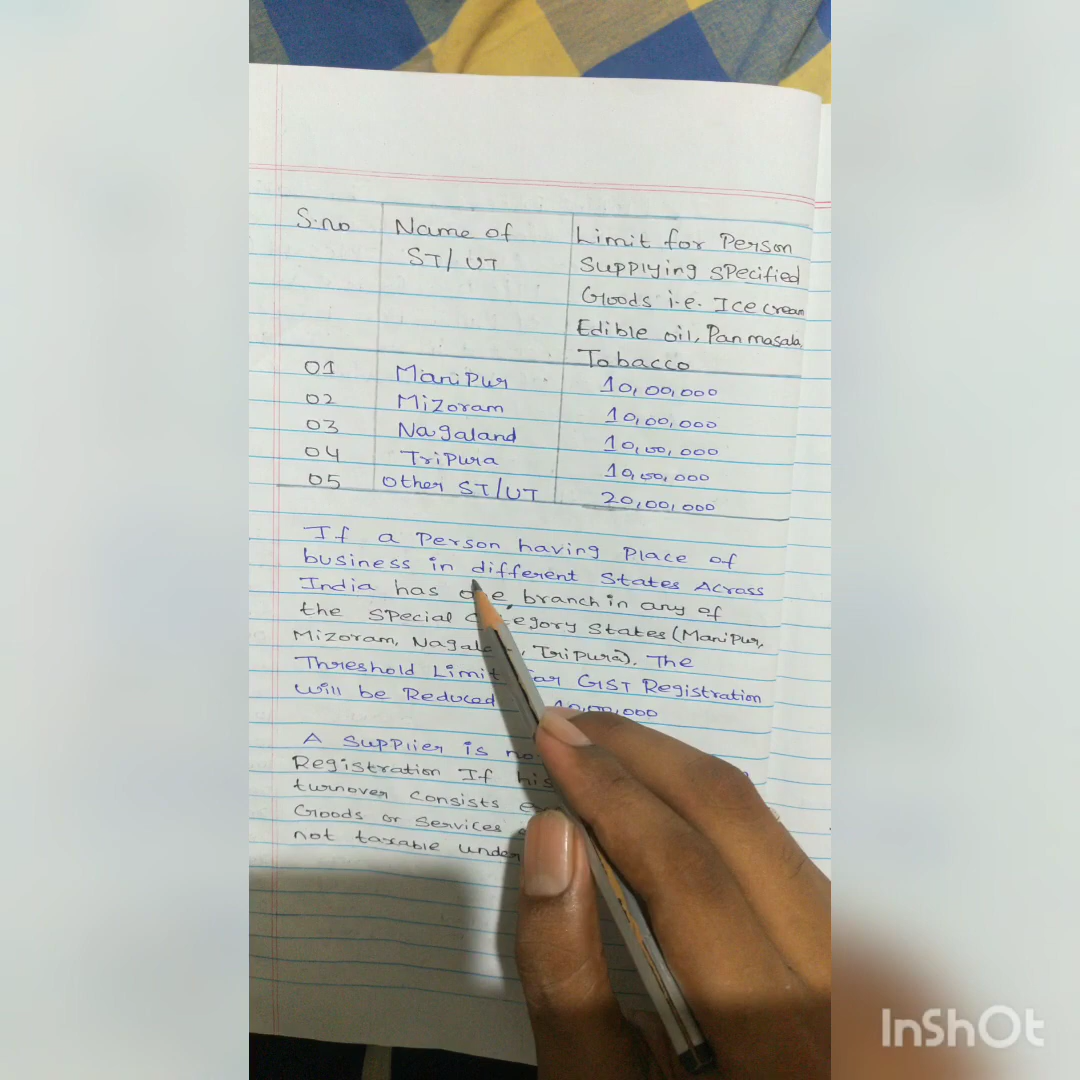 S.no
Name of
ST/UT
Limit for Person
Supplying Specified
Goods i.e. Ice cream
Edible oil, Pan masala
Tobacco
01 Manipur 10,00,000
02 Mizoram 10,00,000
03 Nagaland 10,00,000
04 Tripura 10,00,000
05 other ST/UT 20,00,000
If a Person having Place of
business in different States Across
India has branch in any of
the Special States (Manipur,
Mizoram, Tripura). The
Threshold Limit GST Registration
will be Reduced 10,00,000
A Supplier is
Registration If his
turnover consists
Goods or Services
not taxable under
InShOt